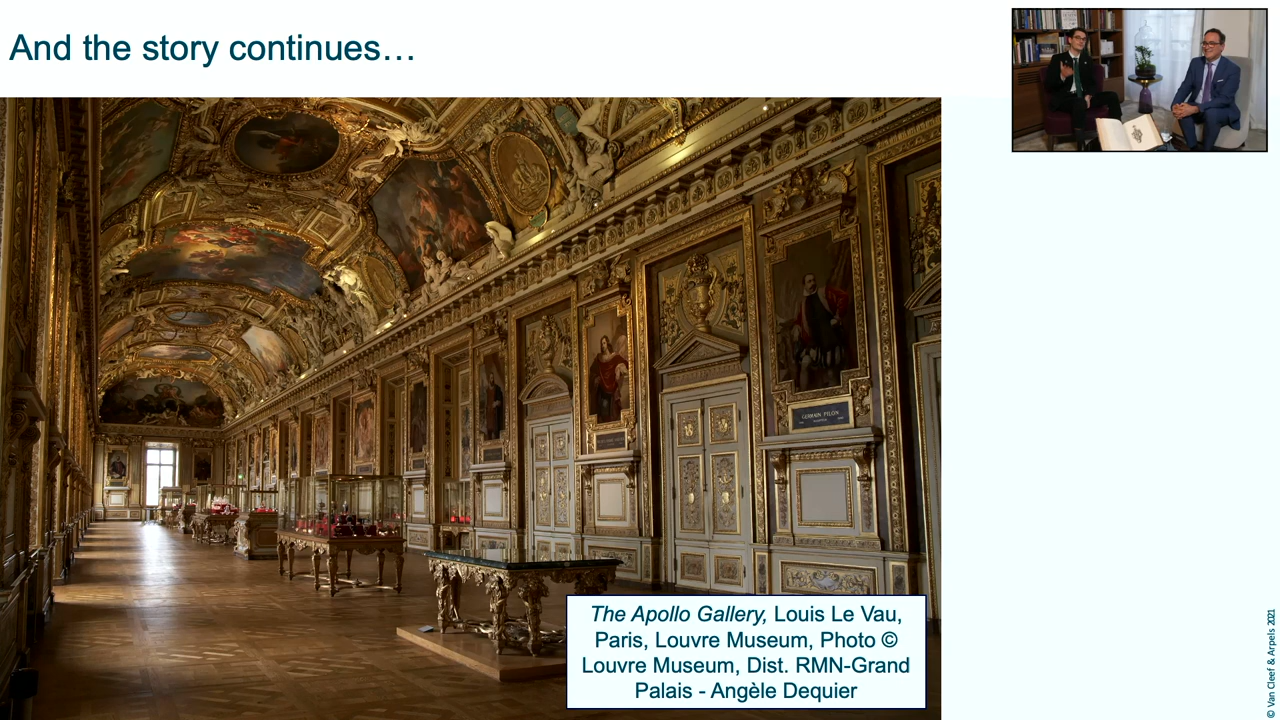 And the story continues…
The Apollo Gallery, Louis Le Vau,
Paris, Louvre Museum, Photo ©
Louvre Museum, Dist. RMN-Grand
Palais - Angèle Dequier
GERMAIN PILON
© Van Cleef & Arpels 2021